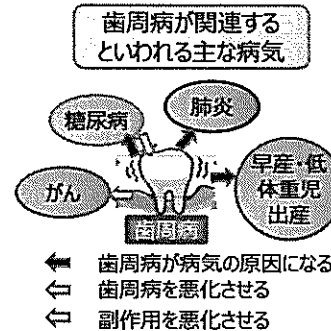 歯周病が関連する
といわれる主な病気
糖尿病
肺炎
がん
早産・低
体重児
出産
歯周病
歯周病が病気の原因になる
歯周病を悪化させる
副作用を悪化させる